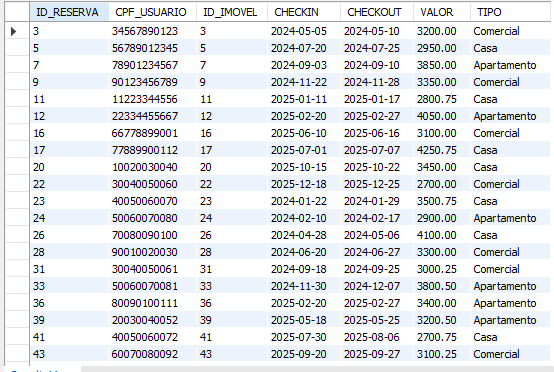 ID_RESERVA CPF_USUARIO ID_IMOVEL CHECKIN CHECKOUT VALOR TIPO
3 34567890123 3 2024-05-05 2024-05-10 3200.00 Comercial
5 56789012345 5 2024-07-20 2024-07-25 2950.00 Casa
7 78901234567 7 2024-09-03 2024-09-10 3850.00 Apartamento
9 90123456789 9 2024-11-22 2024-11-28 3350.00 Comercial
11 11223344556 11 2025-01-11 2025-01-17 2800.75 Casa
12 22334455667 12 2025-02-20 2025-02-27 4050.00 Apartamento
16 66778899001 16 2025-06-10 2025-06-16 3100.00 Comercial
17 77889900112 17 2025-07-01 2025-07-07 4250.75 Casa
20 10020030040 20 2025-10-15 2025-10-22 3450.00 Casa
22 30040050060 22 2025-12-18 2025-12-25 2700.00 Comercial
23 40050060070 23 2024-01-22 2024-01-29 3500.75 Casa
24 50060070080 24 2024-02-10 2024-02-17 2900.00 Apartamento
26 70080090100 26 2024-04-28 2024-05-06 4100.00 Casa
28 90010020030 28 2024-06-20 2024-06-27 3300.00 Comercial
31 30040050061 31 2024-09-18 2024-09-25 3000.25 Comercial
33 50060070081 33 2024-11-30 2024-12-07 3800.50 Apartamento
36 80090100111 36 2025-02-20 2025-02-27 3400.00 Apartamento
39 20030040052 39 2025-05-18 2025-05-25 3200.50 Apartamento
41 40050060072 41 2025-07-30 2025-08-06 2700.75 Casa
43 60070080092 43 2025-09-20 2025-09-27 3100.25 Comercial